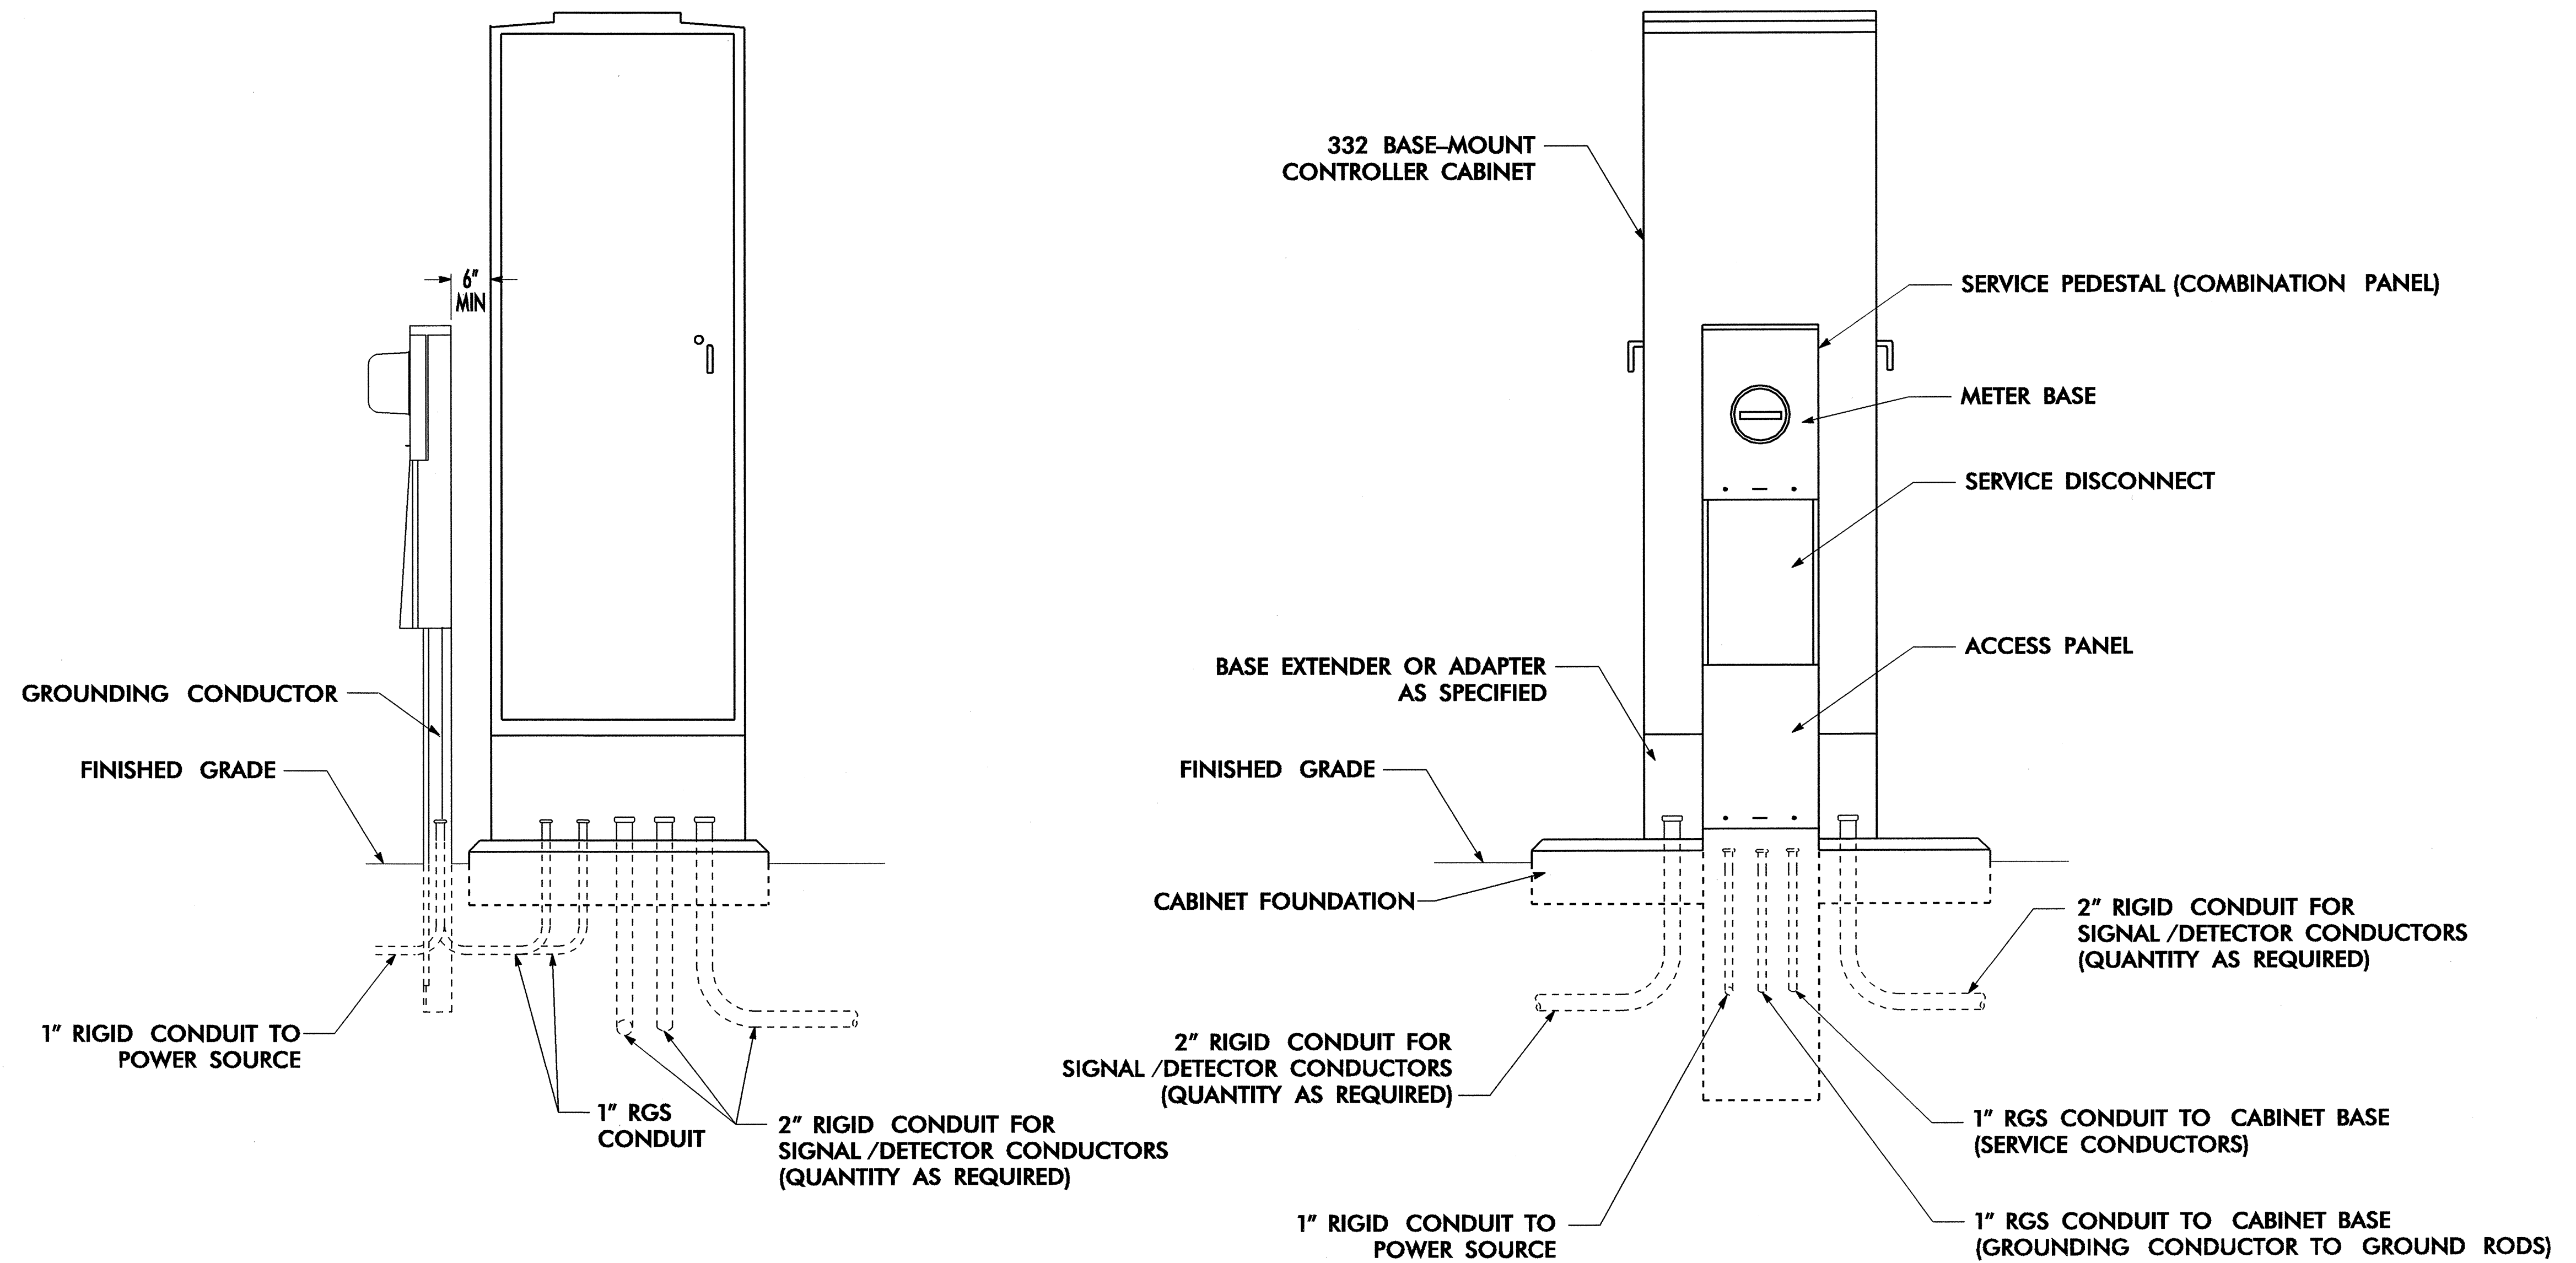 6"
MIN
GROUNDING CONDUCTOR
FINISHED GRADE
1" RIGID CONDUIT TO
POWER SOURCE
1" RGS
CONDUIT
2" RIGID CONDUIT FOR
SIGNAL /DETECTOR CONDUCTORS
(QUANTITY AS REQUIRED)
332 BASE–MOUNT
CONTROLLER CABINET
SERVICE PEDESTAL (COMBINATION PANEL)
METER BASE
SERVICE DISCONNECT
ACCESS PANEL
BASE EXTENDER OR ADAPTER
AS SPECIFIED
FINISHED GRADE
CABINET FOUNDATION
2" RIGID CONDUIT FOR
SIGNAL /DETECTOR CONDUCTORS
(QUANTITY AS REQUIRED)
2" RIGID CONDUIT FOR
SIGNAL /DETECTOR CONDUCTORS
(QUANTITY AS REQUIRED)
1" RGS CONDUIT TO CABINET BASE
(SERVICE CONDUCTORS)
1" RIGID CONDUIT TO
POWER SOURCE
1" RGS CONDUIT TO CABINET BASE
(GROUNDING CONDUCTOR TO GROUND RODS)